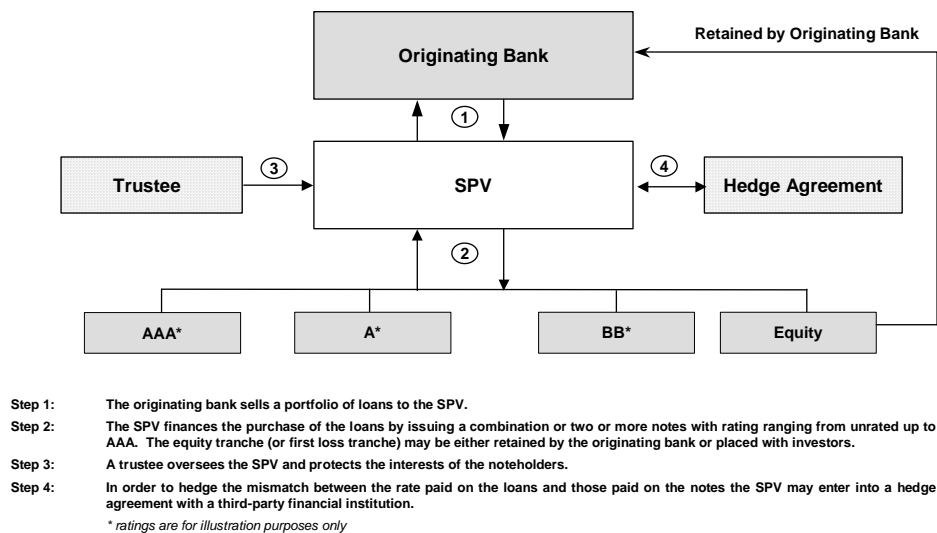 Retained by Originating Bank
Originating Bank
1
Trustee
3
SPV
4
Hedge Agreement
2
AAA*
A*
BB*
Equity
Step 1: The originating bank sells a portfolio of loans to the SPV.
Step 2: The SPV finances the purchase of the loans by issuing a combination or two or more notes with rating ranging from unrated up to
AAA. The equity tranche (or first loss tranche) may be either retained by the originating bank or placed with investors.
Step 3: A trustee oversees the SPV and protects the interests of the noteholders.
Step 4: In order to hedge the mismatch between the rate paid on the loans and those paid on the notes the SPV may enter into a hedge
agreement with a third-party financial institution.
* ratings are for illustration purposes only